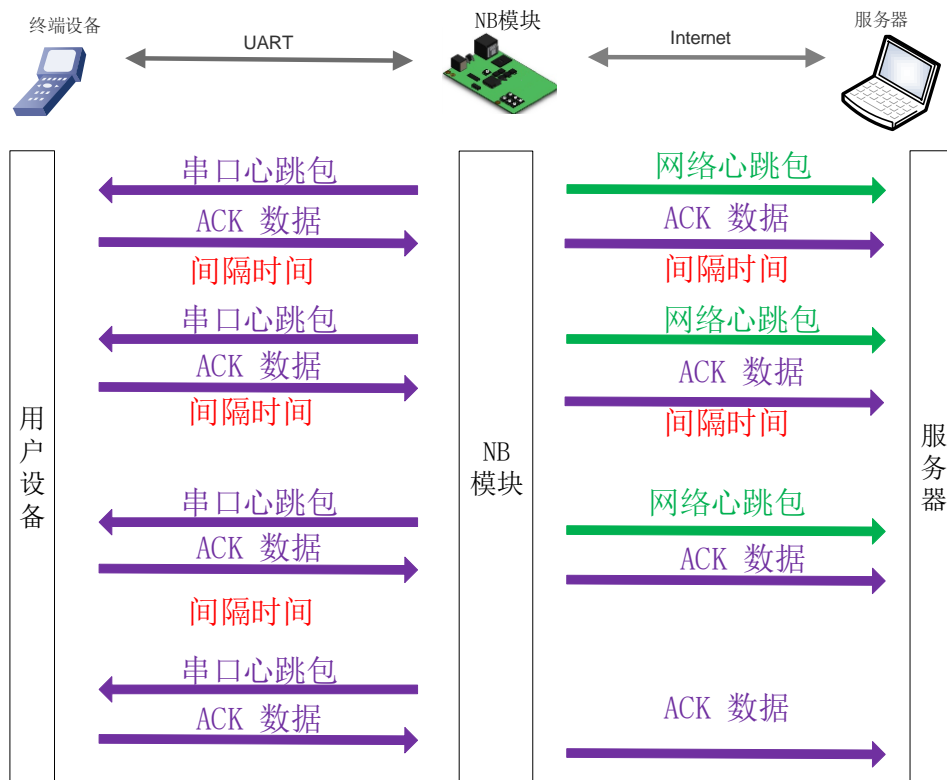 终端设备
UART
NB模块
Internet
服务器
串口心跳包
网络心跳包
ACK 数据
ACK 数据
间隔时间
间隔时间
串口心跳包
网络心跳包
ACK 数据
ACK 数据
间隔时间
间隔时间
用户设备
NB
模块
服务器
串口心跳包
网络心跳包
ACK 数据
ACK 数据
间隔时间
串口心跳包
ACK 数据
ACK 数据